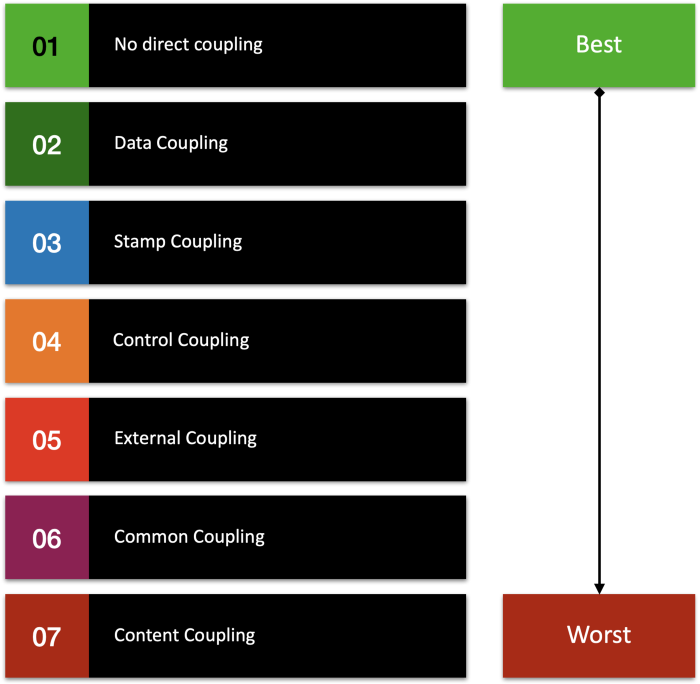 01 No direct coupling
Best
02 Data Coupling
03 Stamp Coupling
04 Control Coupling
05 External Coupling
06 Common Coupling
07 Content Coupling
Worst